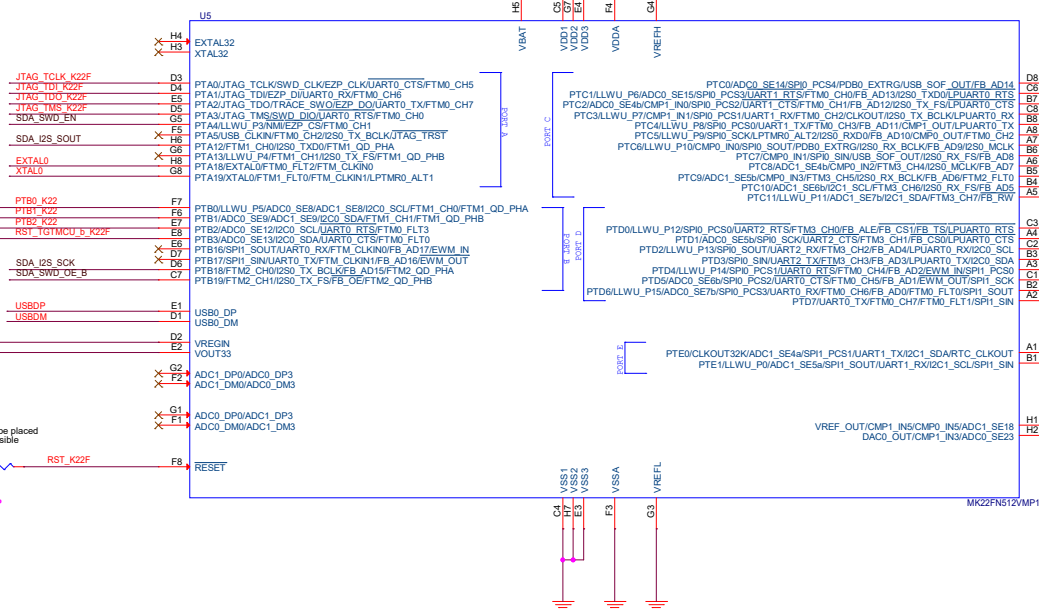 U5
H5
C5
G7
E4
F4
G4
VBAT
VDD1
VDD2
VDD3
VDDA
VREFH
H4
EXTAL32
H3
XTAL32
JTAG_TCLK_K22F
D3
PTA0/JTAG_TCLK/SWD_CLK/EZP_CLK/UART0_CTS/FTM0_CH5
JTAG_TDI_K22F
D4
PTA1/JTAG_TDI/EZP_DI/UART0_RX/FTM0_CH6
JTAG_TDO_K22F
E5
PTA2/JTAG_TDO/TRACE_SWO/EZP_DO/UART0_TX/FTM0_CH7
JTAG_TMS_K22F
D5
PTA3/JTAG_TMS/SWD_DIO/UART0_RTS/FTM0_CH0
SDA_SWD_EN
G5
PTA4/LLWU_P3/NMI/EZP_CS/FTM0_CH1
F5
PTA5/USB_CLKIN/FTM0_CH2/I2S0_TX_BCLK/JTAG_TRST
SDA_I2S_SOUT
H6
PTA12/FTM1_CH0/I2S0_TXD0/FTM1_QD_PHA
G6
PTA13/LLWU_P4/FTM1_CH1/I2S0_TX_FS/FTM1_QD_PHB
EXTAL0
H8
PTA18/EXTAL0/FTM0_FLT2/FTM_CLKIN0
XTAL0
G8
PTA19/XTAL0/FTM1_FLT0/FTM_CLKIN1/LPTMR0_ALT1
PORT A
PTB0_K22
F7
PTB0/LLWU_P5/ADC0_SE8/ADC1_SE8/I2C0_SCL/FTM1_CH0/FTM1_QD_PHA
PTB1_K22
F6
PTB1/ADC0_SE9/ADC1_SE9/I2C0_SDA/FTM1_CH1/FTM1_QD_PHB
PTB2_K22
E7
PTB2/ADC0_SE12/I2C0_SCL/UART0_RTS/FTM0_FLT3
RST_TGTMCU_b_K22F
E8
PTB3/ADC0_SE13/I2C0_SDA/UART0_CTS/FTM0_FLT0
E6
PTB16/SPI1_SOUT/UART0_RX/FTM_CLKIN0/FB_AD17/EWM_IN
D7
PTB17/SPI1_SIN/UART0_TX/FTM_CLKIN1/FB_AD16/EWM_OUT
SDA_I2S_SCK
D6
PTB18/FTM2_CH0/I2S0_TX_BCLK/FB_AD15/FTM2_QD_PHA
SDA_SWD_OE_B
C7
PTB19/FTM2_CH1/I2S0_TX_FS/FB_OE/FTM2_QD_PHB
PORT B
USBDP
E1
USB0_DP
USBDM
D1
USB0_DM
D2
VREGIN
E2
VOUT33
G2
ADC1_DP0/ADC0_DP3
F2
ADC1_DM0/ADC0_DM3
G1
ADC0_DP0/ADC1_DP3
F1
ADC0_DM0/ADC1_DM3
be placed
sible
RST_K22F
F8
RESET
PORT C
PTC0/ADC0_SE14/SPI0_PCS4/PDB0_EXTRG/USB_SOF_OUT/FB_AD14
D8
PTC1/LLWU_P6/ADC0_SE15/SPI0_PCS3/UART1_RTS/FTM0_CH0/FB_AD13/I2S0_TXD0/LPUART0_RTS
C6
PTC2/ADC0_SE4b/CMP1_IN0/SPI0_PCS2/UART1_CTS/FTM0_CH1/FB_AD12/I2S0_TX_FS/LPUART0_CTS
B7
PTC3/LLWU_P7/CMP1_IN1/SPI0_PCS1/UART1_RX/FTM0_CH2/CLKOUT/I2S0_TX_BCLK/LPUART0_RX
C8
PTC4/LLWU_P8/SPI0_PCS0/UART1_TX/FTM0_CH3/FB_AD11/CMP1_OUT/LPUART0_TX
B8
PTC5/LLWU_P9/SPI0_SCK/LPTMR0_ALT2/I2S0_RXD0/FB_AD10/CMP0_OUT/FTM0_CH2
A8
PTC6/LLWU_P10/CMP0_IN0/SPI0_SOUT/PDB0_EXTRG/I2S0_RX_BCLK/FB_AD9/I2S0_MCLK
A7
PTC7/CMP0_IN1/SPI0_SIN/USB_SOF_OUT/I2S0_RX_FS/FB_AD8
B6
PTC8/ADC1_SE4b/CMP0_IN2/FTM3_CH4/I2S0_MCLK/FB_AD7
A6
PTC9/ADC1_SE5b/CMP0_IN3/FTM3_CH5/I2S0_RX_BCLK/FB_AD6/FTM2_FLT0
B5
PTC10/ADC1_SE6b/I2C1_SCL/FTM3_CH6/I2S0_RX_FS/FB_AD5
B4
PTC11/LLWU_P11/ADC1_SE7b/I2C1_SDA/FTM3_CH7/FB_RW
A5
PORT D
PTD0/LLWU_P12/SPI0_PCS0/UART2_RTS/FTM3_CH0/FB_ALE/FB_CS1/FB_TS/LPUART0_RTS
C3
PTD1/ADC0_SE5b/SPI0_SCK/UART2_CTS/FTM3_CH1/FB_CS0/LPUART0_CTS
A4
PTD2/LLWU_P13/SPI0_SOUT/UART2_RX/FTM3_CH2/FB_AD4/LPUART0_RX/I2C0_SCL
C2
PTD3/SPI0_SIN/UART2_TX/FTM3_CH3/FB_AD3/LPUART0_TX/I2C0_SDA
B3
PTD4/LLWU_P14/SPI0_PCS1/UART0_RTS/FTM0_CH4/FB_AD2/EWM_IN/SPI1_PCS0
A3
PTD5/ADC0_SE6b/SPI0_PCS2/UART0_CTS/FTM0_CH5/FB_AD1/EWM_OUT/SPI1_SCK
C1
PTD6/LLWU_P15/ADC0_SE7b/SPI0_PCS3/UART0_RX/FTM0_CH6/FB_AD0/FTM0_FLT0/SPI1_SOUT
B2
PTD7/UART0_TX/FTM0_CH7/FTM0_FLT1/SPI1_SIN
A2
PORT E
PTE0/CLKOUT32K/ADC1_SE4a/SPI1_PCS1/UART1_TX/I2C1_SDA/RTC_CLKOUT
A1
PTE1/LLWU_P0/ADC1_SE5a/SPI1_SOUT/UART1_RX/I2C1_SCL/SPI1_SIN
B1
VREF_OUT/CMP1_IN5/CMP0_IN5/ADC1_SE18
H1
DAC0_OUT/CMP1_IN3/ADC0_SE23
H2
VSS1
VSS2
VSS3
VSSA
VREFL
MK22FN512VMP1
C4
H7
E3
F3
G3